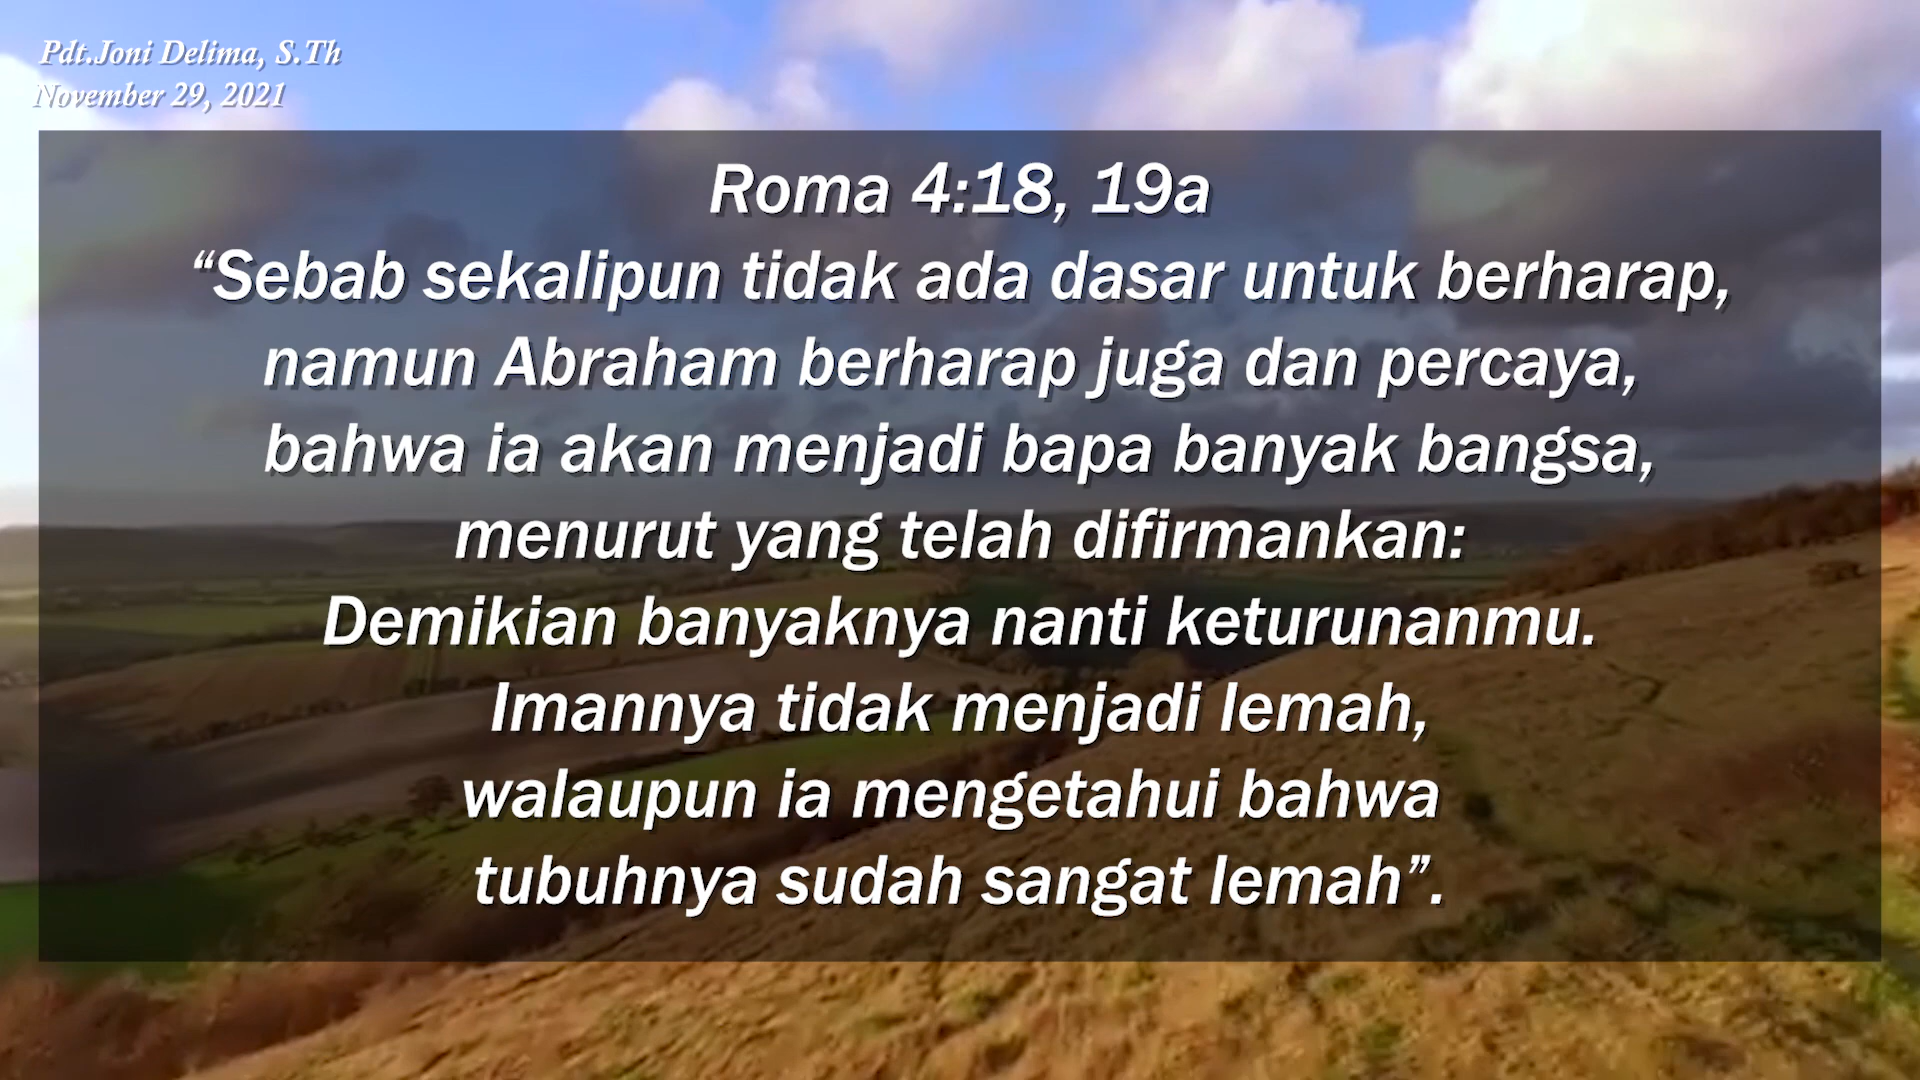 Pdt.Joni Delima, S.Th
November 29, 2021
Roma 4:18, 19a
“Sebab sekalipun tidak ada dasar untuk berharap,
namun Abraham berharap juga dan percaya,
bahwa ia akan menjadi bapa banyak bangsa,
menurut yang telah difirmankan:
Demikian banyaknya nanti keturunanmu.
Imannya tidak menjadi lemah,
walaupun ia mengetahui bahwa
tubuhnya sudah sangat lemah”.